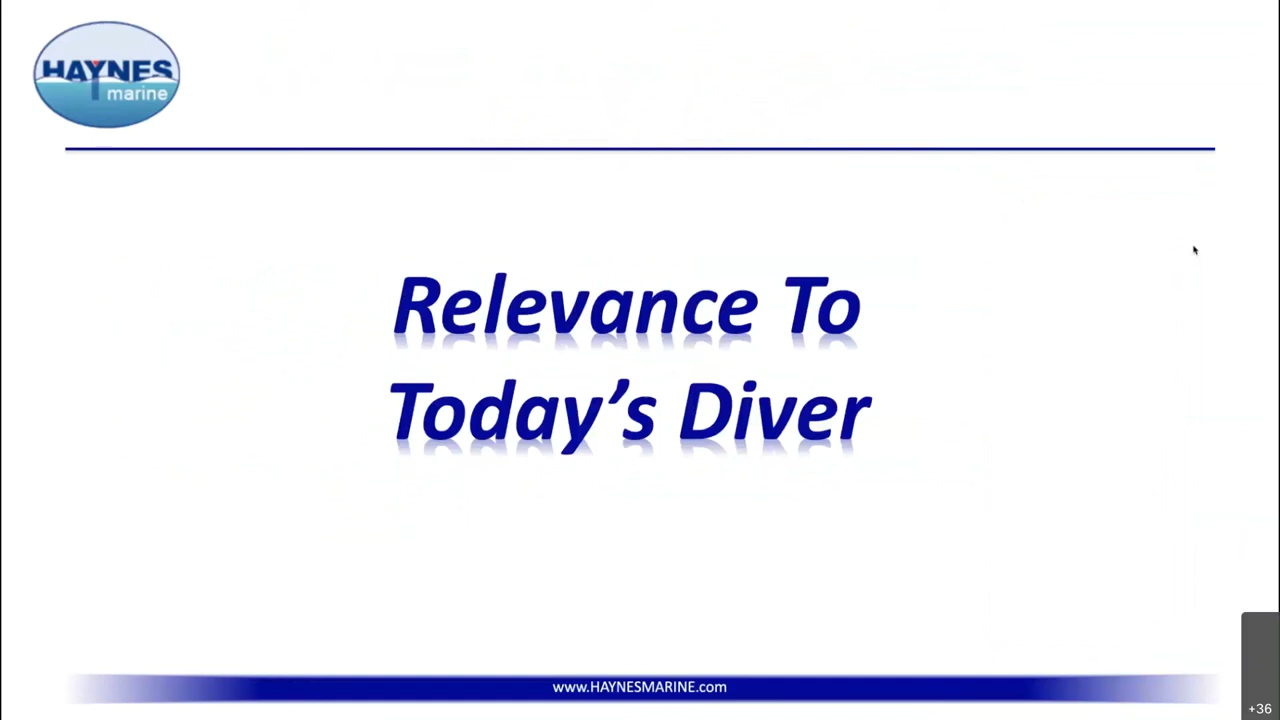 HAYNES
marine
Relevance To
Today’s Diver
www.HAYNESMARINE.com
+36